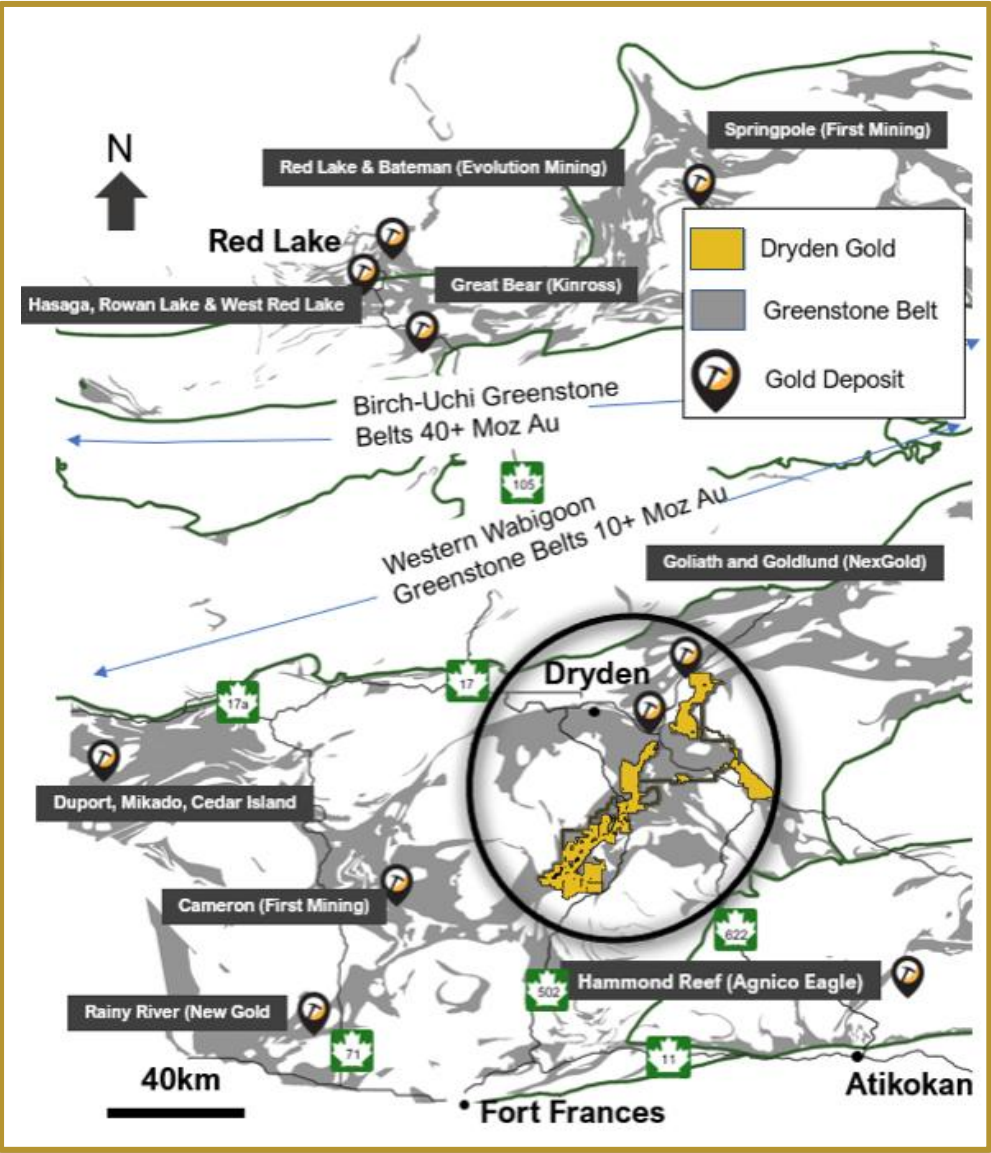 Springpole (First Mining)
N
Red Lake & Bateman (Evolution Mining)
Red Lake
Dryden Gold
Great Bear (Kinross)
Hasaga, Rowan Lake & West Red Lake
Greenstone Belt
Gold Deposit
Birch-Uchi Greenstone
Belts 40+ Moz Au
105
Western Wabigoon
Greenstone Belts 10+ Moz Au
Goliath and Goldlund (NexGold)
Dryden
17
17a
Duport, Mikado, Cedar Island
Cameron (First Mining)
622
Hammond Reef (Agnico Eagle)
502
Rainy River (New Gold
71
11
40km
Atikokan
Fort Frances